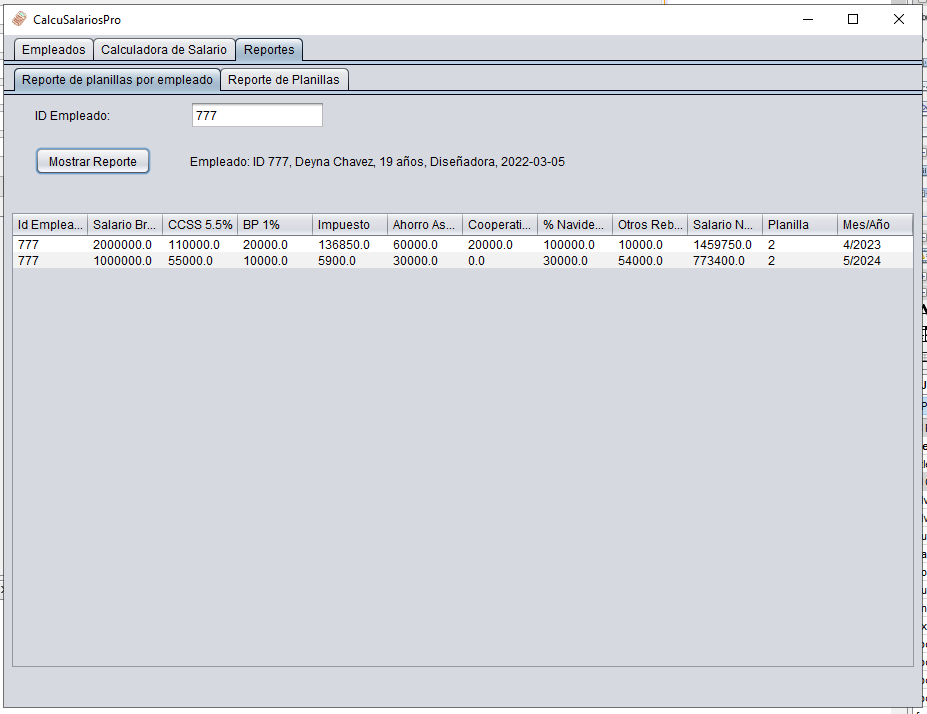 CalcuSalariosPro
Empleados Calculadora de Salario Reportes
Reporte de planillas por empleado Reporte de Planillas
ID Empleado: 777
Mostrar Reporte Empleado: ID 777, Deyna Chavez, 19 años, Diseñadora, 2022-03-05
Id Emplea... Salario Br... CCSS 5.5% BP 1% Impuesto Ahorro As... Cooperati... % Navide... Otros Reb... Salario N... Planilla Mes/Año
777 2000000.0 110000.0 20000.0 136850.0 60000.0 20000.0 100000.0 10000.0 1459750.0 2 4/2023
777 1000000.0 55000.0 10000.0 5900.0 30000.0 0.0 30000.0 54000.0 773400.0 2 5/2024